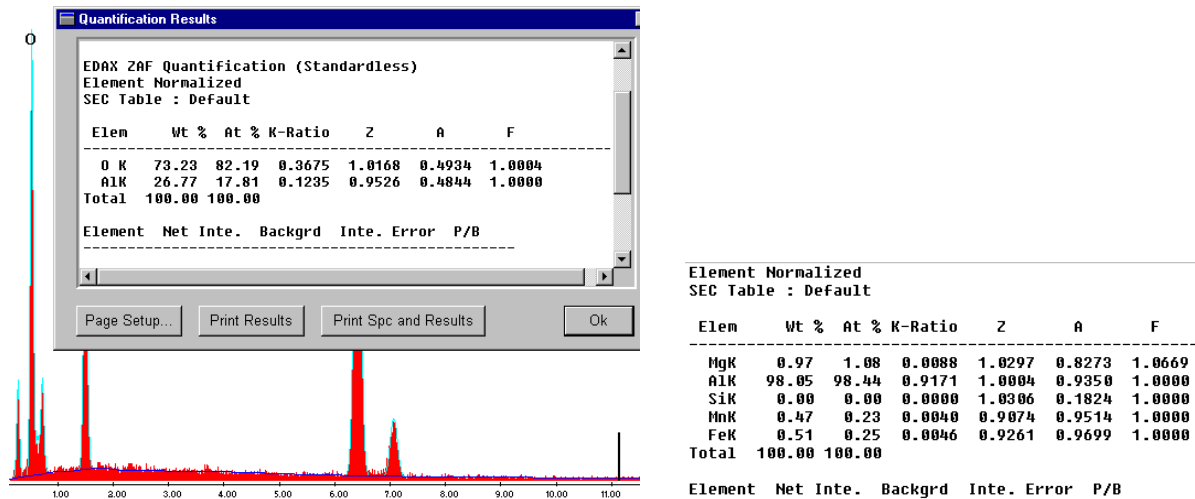 Quantification Results
O
EDAX ZAF Quantification (Standardless)
Element Normalized
SEC Table : Default
Elem Wt % At % K-Ratio Z A F
O K 73.23 82.19 0.3675 1.0168 0.4934 1.0004
AlK 26.77 17.81 0.1235 0.9526 0.4844 1.0000
Total 100.00 100.00
Element Net Inte. Backgrd Inte. Error P/B
Page Setup... Print Results Print Spc and Results Ok
1.00 2.00 3.00 4.00 5.00 6.00 7.00 8.00 9.00 10.00 11.00
Element Normalized
SEC Table : Default
Elem Wt % At % K-Ratio Z A F
MgK 0.97 1.08 0.0088 1.0297 0.8273 1.0669
AlK 98.05 98.44 0.9171 1.0004 0.9350 1.0000
SiK 0.00 0.00 0.0000 1.0306 0.1824 1.0000
MnK 0.47 0.23 0.0040 0.9074 0.9514 1.0000
FeK 0.51 0.25 0.0046 0.9261 0.9699 1.0000
Total 100.00 100.00
Element Net Inte. Backgrd Inte. Error P/B